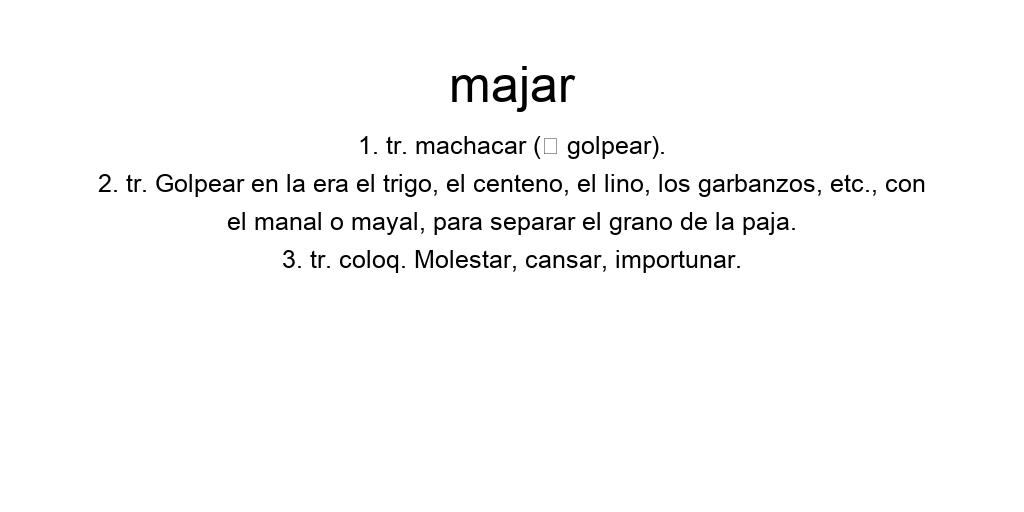 majar
1. tr. machacar (□ golpear).
2. tr. Golpear en la era el trigo, el centeno, el lino, los garbanzos, etc., con
el manal o mayal, para separar el grano de la paja.
3. tr. coloq. Molestar, cansar, importunar.